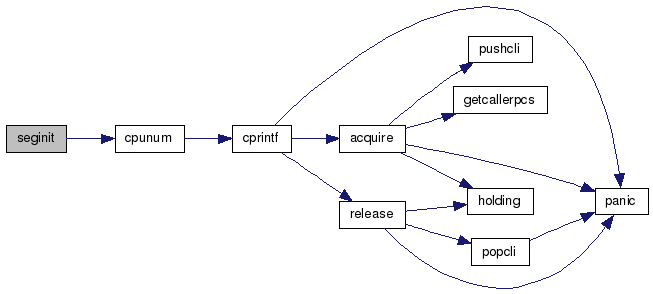 seginit
cpunum
cprintf
acquire
release
pushcli
getcallerpcs
holding
popcli
panic